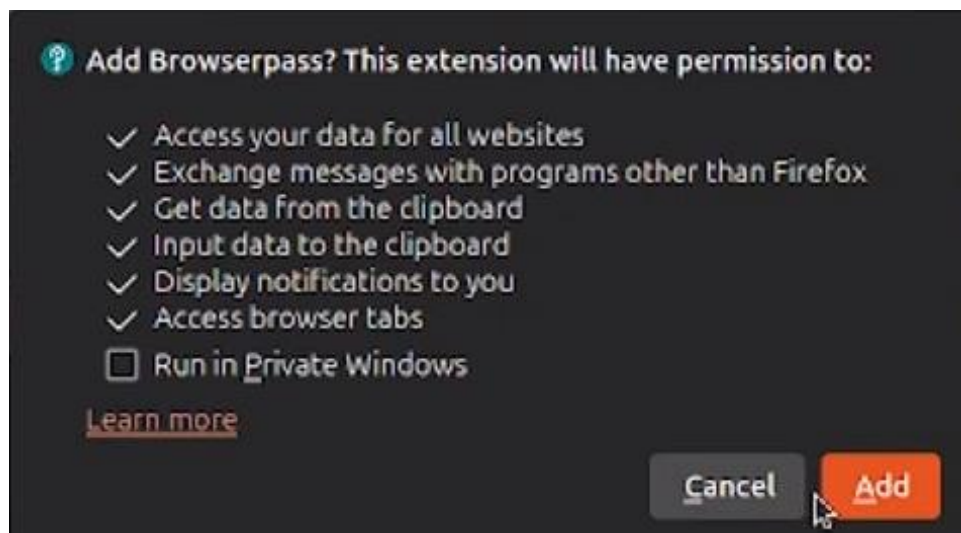 Add Browserpass? This extension will have permission to:
Access your data for all websites
Exchange messages with programs other than Firefox
Get data from the clipboard
Input data to the clipboard
Display notifications to you
Access browser tabs
Run in Private Windows
Learn more
Cancel Add